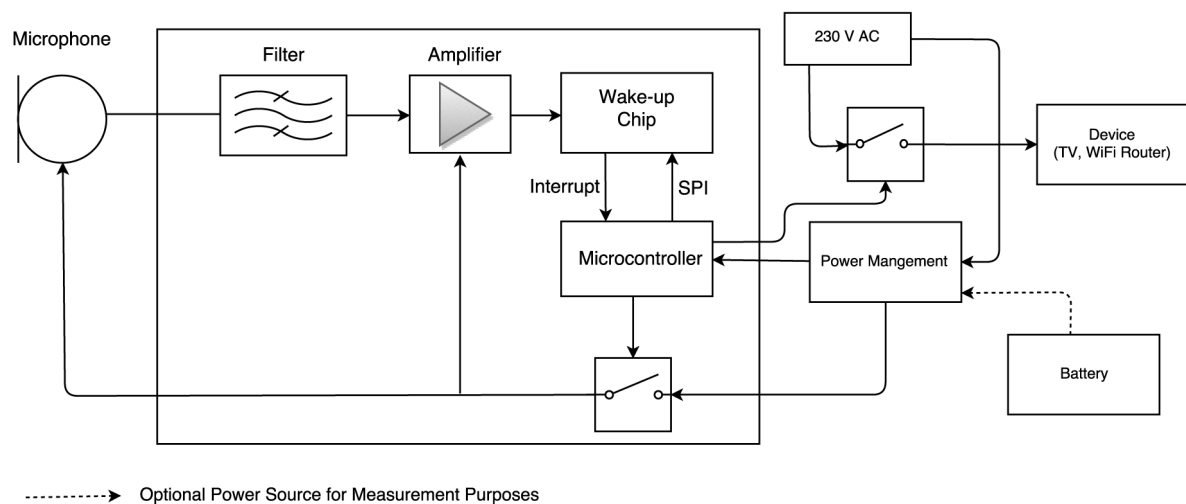 Microphone
Filter
Amplifier
Wake-up
Chip
230 V AC
Device
(TV, WiFi Router)
Interrupt
SPI
Microcontroller
Power Mangement
Battery
Optional Power Source for Measurement Purposes